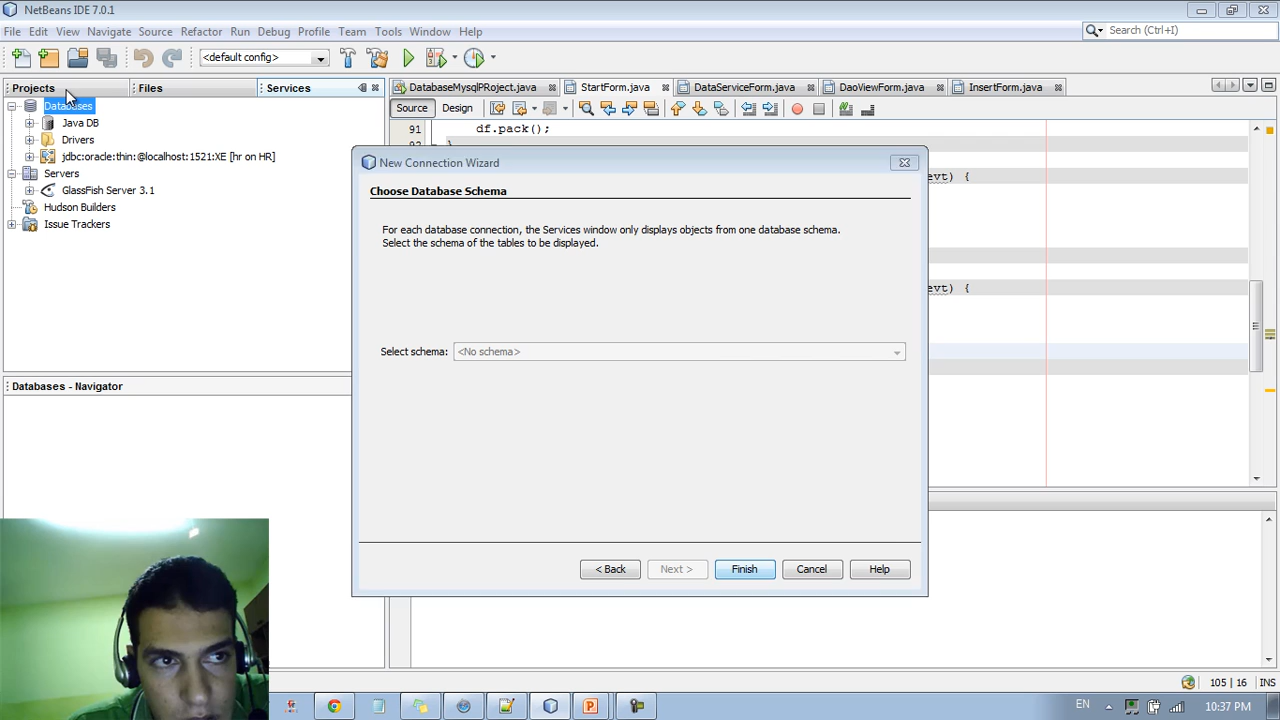 NetBeans IDE 7.0.1
File Edit View Navigate Source Refactor Run Debug Profile Team Tools Window Help
Search (Ctrl+I)
<default config>
Projects Files Services
DatabaseMysqlPRoject.java StartForm.java DataServiceForm.java DaoViewForm.java InsertForm.java
Source Design
Databases
Java DB
Drivers
jdbc:oracle:thin:@localhost:1521:XE [hr on HR]
Servers
GlassFish Server 3.1
Hudson Builders
Issue Trackers
91 df.pack();
}
evt) {
evt) {
New Connection Wizard
Choose Database Schema
For each database connection, the Services window only displays objects from one database schema.
Select the schema of the tables to be displayed.
Select schema: <No schema>
< Back Next > Finish Cancel Help
Databases - Navigator
105 | 16 INS
EN 10:37 PM